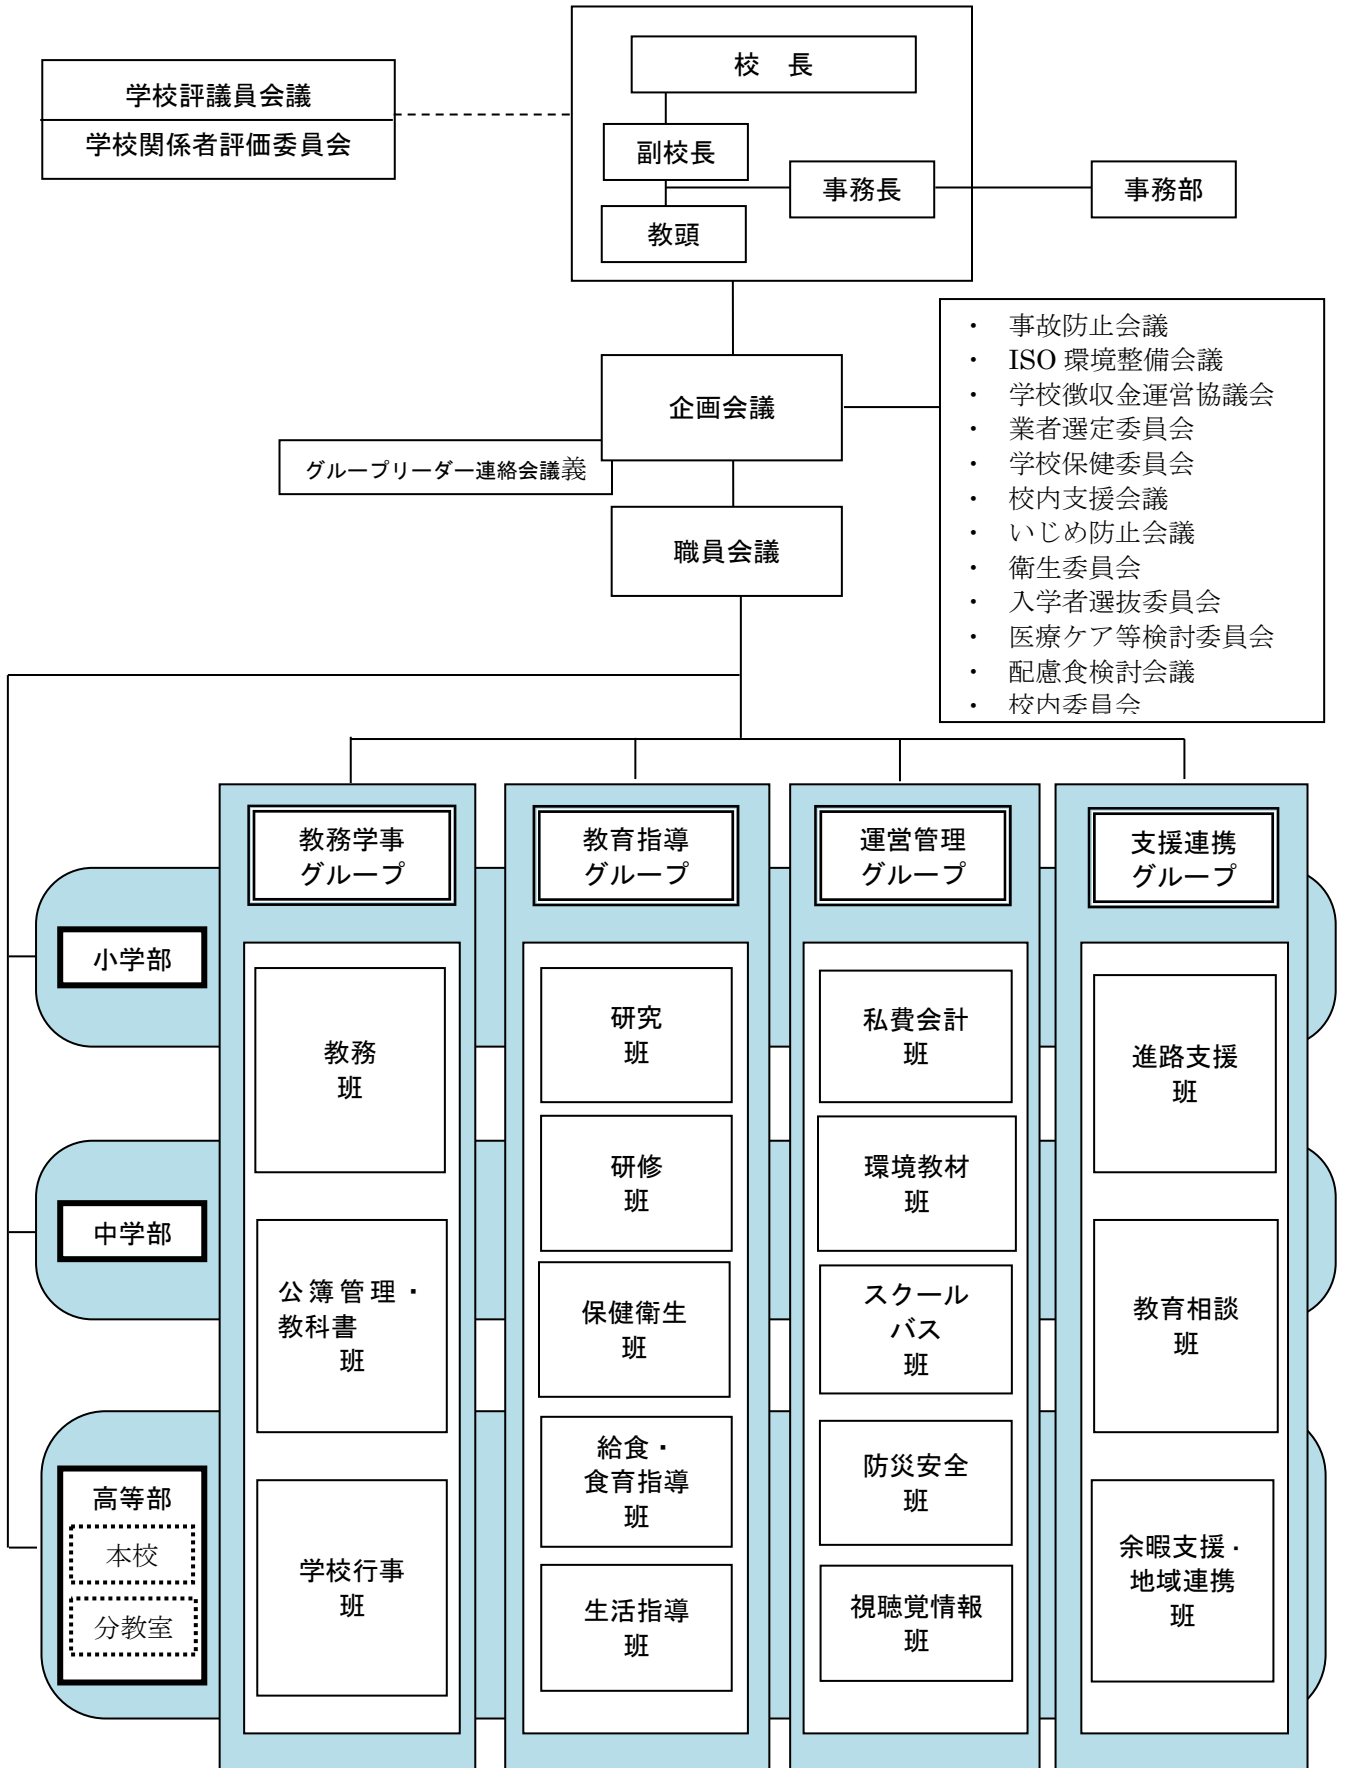 校　長
学校評議員会議
学校関係者評価委員会
副校長
事務長
事務部
教頭
・ 事故防止会議
・ ISO 環境整備会議
・ 学校徴収金運営協議会
・ 業者選定委員会
・ 学校保健委員会
・ 校内支援会議
・ いじめ防止会議
・ 衛生委員会
・ 入学者選抜委員会
・ 医療ケア等検討委員会
・ 配慮食検討会議
・ 校内委員会
企画会議
グループリーダー連絡会議義
職員会議
教務学事
グループ
教育指導
グループ
運営管理
グループ
支援連携
グループ
小学部
中学部
高等部
本校
分教室
教務
班
公簿管理・
教科書
班
学校行事
班
研究
班
研修
班
保健衛生
班
給食・
食育指導
班
生活指導
班
私費会計
班
環境教材
班
スクール
バス
班
防災安全
班
視聴覚情報
班
進路支援
班
教育相談
班
余暇支援・
地域連携
班